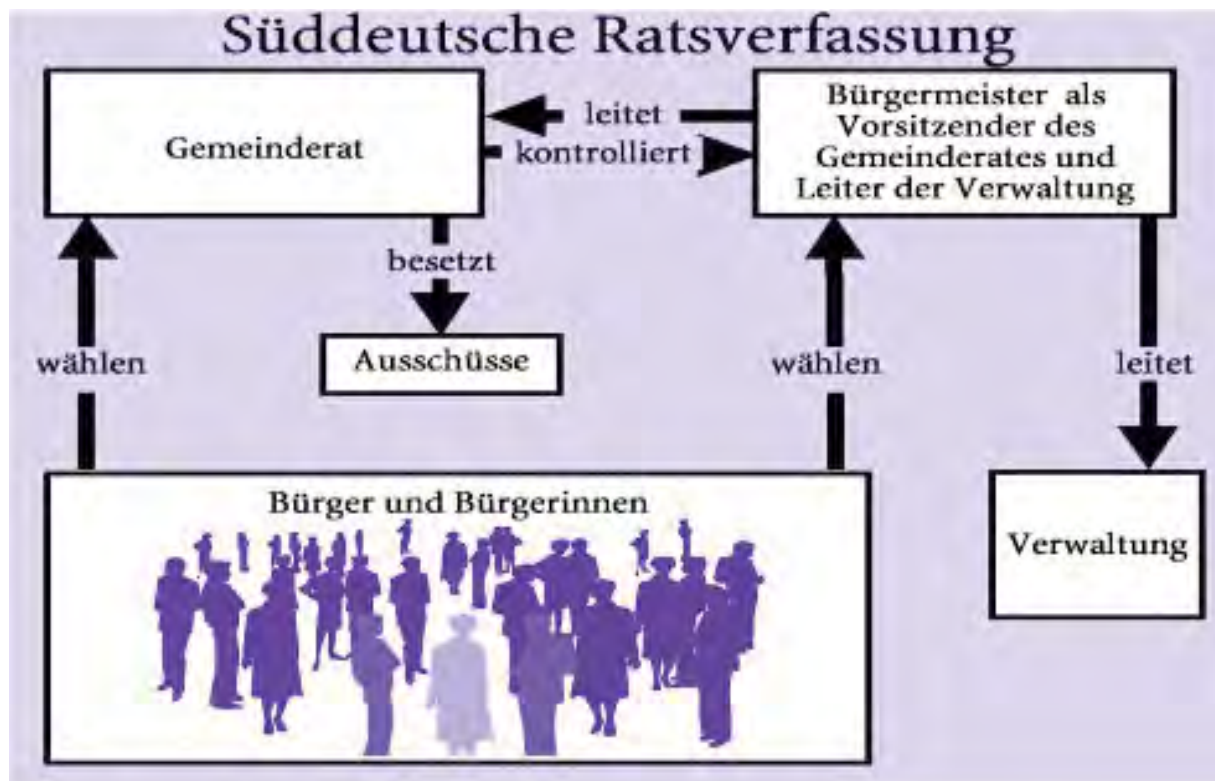 Süddeutsche Ratsverfassung
Gemeinderat
leitet
kontrolliert
Bürgermeister als
Vorsitzender des
Gemeinderates und
Leiter der Verwaltung
besetzt
Ausschüsse
wählen
wählen
leitet
Bürger und Bürgerinnen
Verwaltung